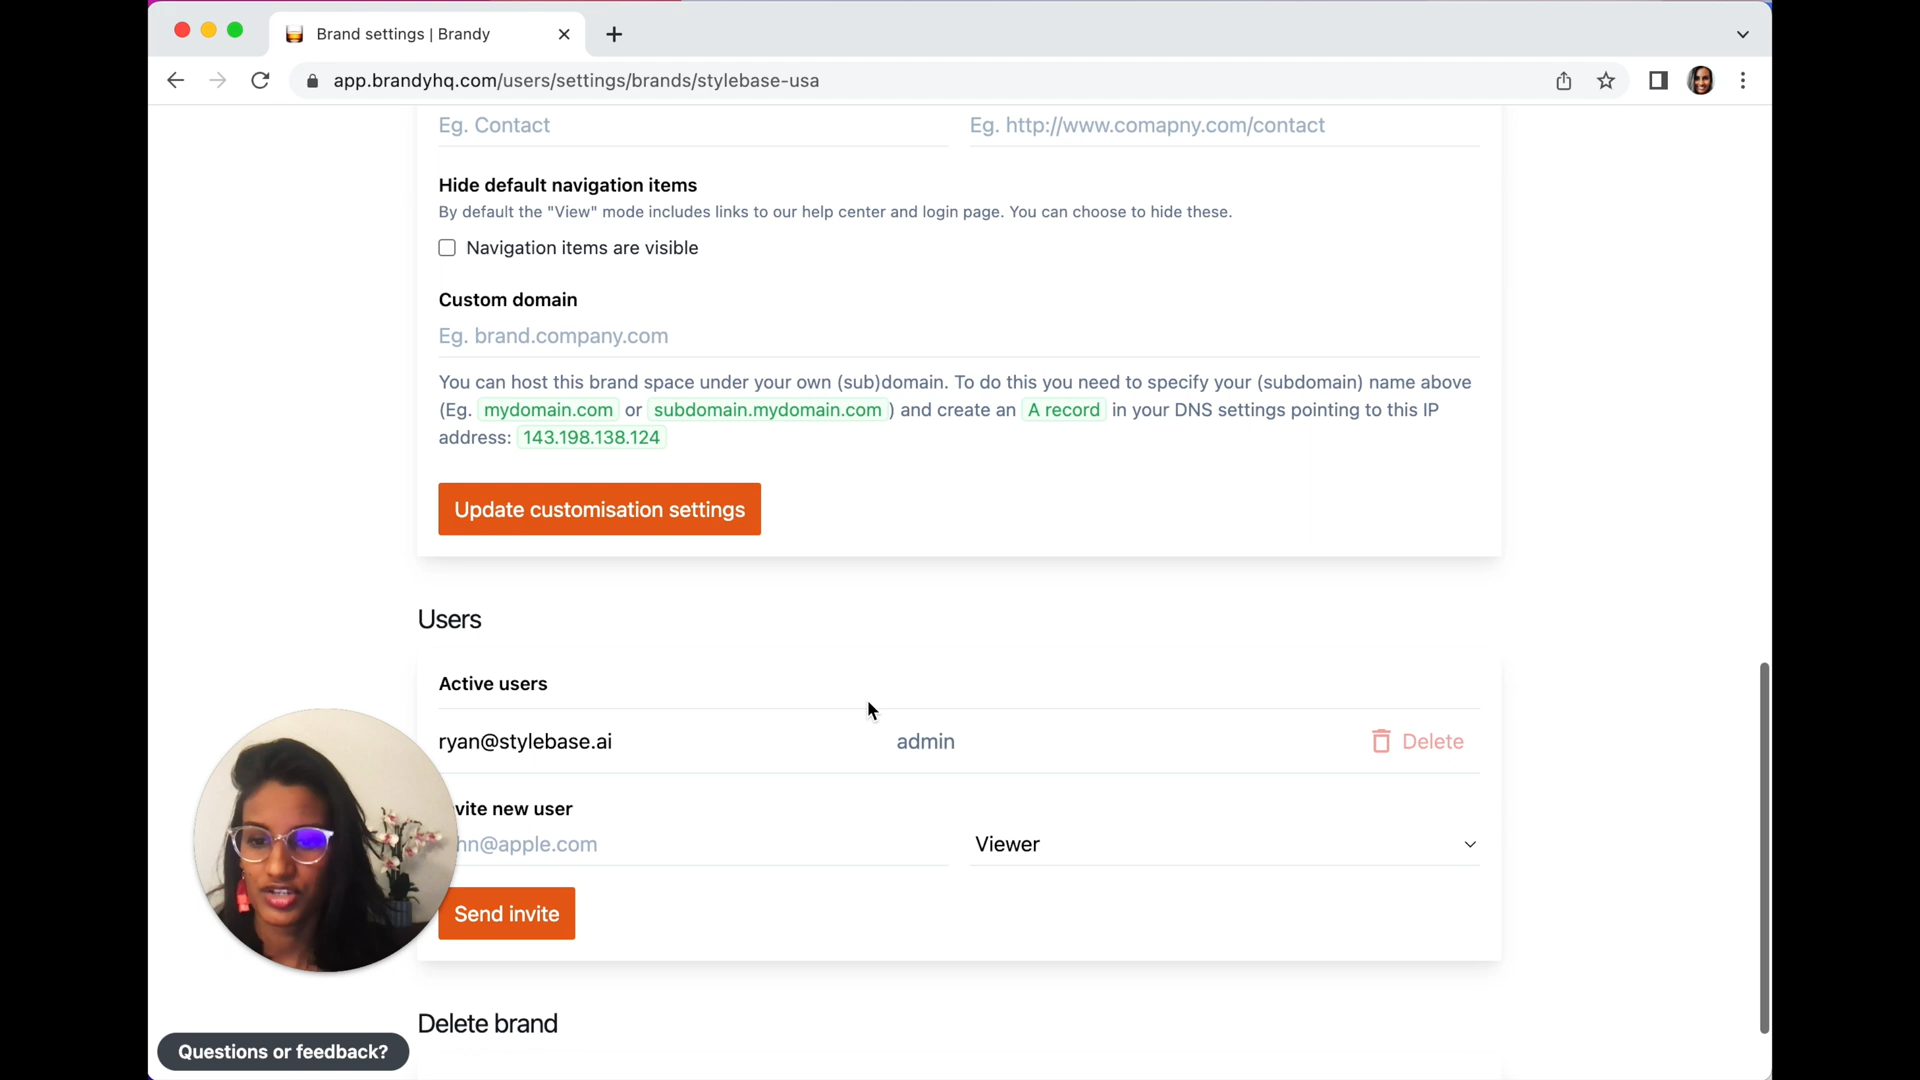 Brand settings | Brandy
app.brandyhq.com/users/settings/brands/stylebase-usa
Eg. Contact
Eg. http://www.comapny.com/contact
Hide default navigation items
By default the "View" mode includes links to our help center and login page. You can choose to hide these.
Navigation items are visible
Custom domain
Eg. brand.company.com
You can host this brand space under your own (sub)domain. To do this you need to specify your (subdomain) name above
(Eg. mydomain.com or subdomain.mydomain.com ) and create an A record in your DNS settings pointing to this IP
address: 143.198.138.124
Update customisation settings
Users
Active users
ryan@stylebase.ai admin Delete
vite new user
hn@apple.com Viewer
Send invite
Delete brand
Questions or feedback?